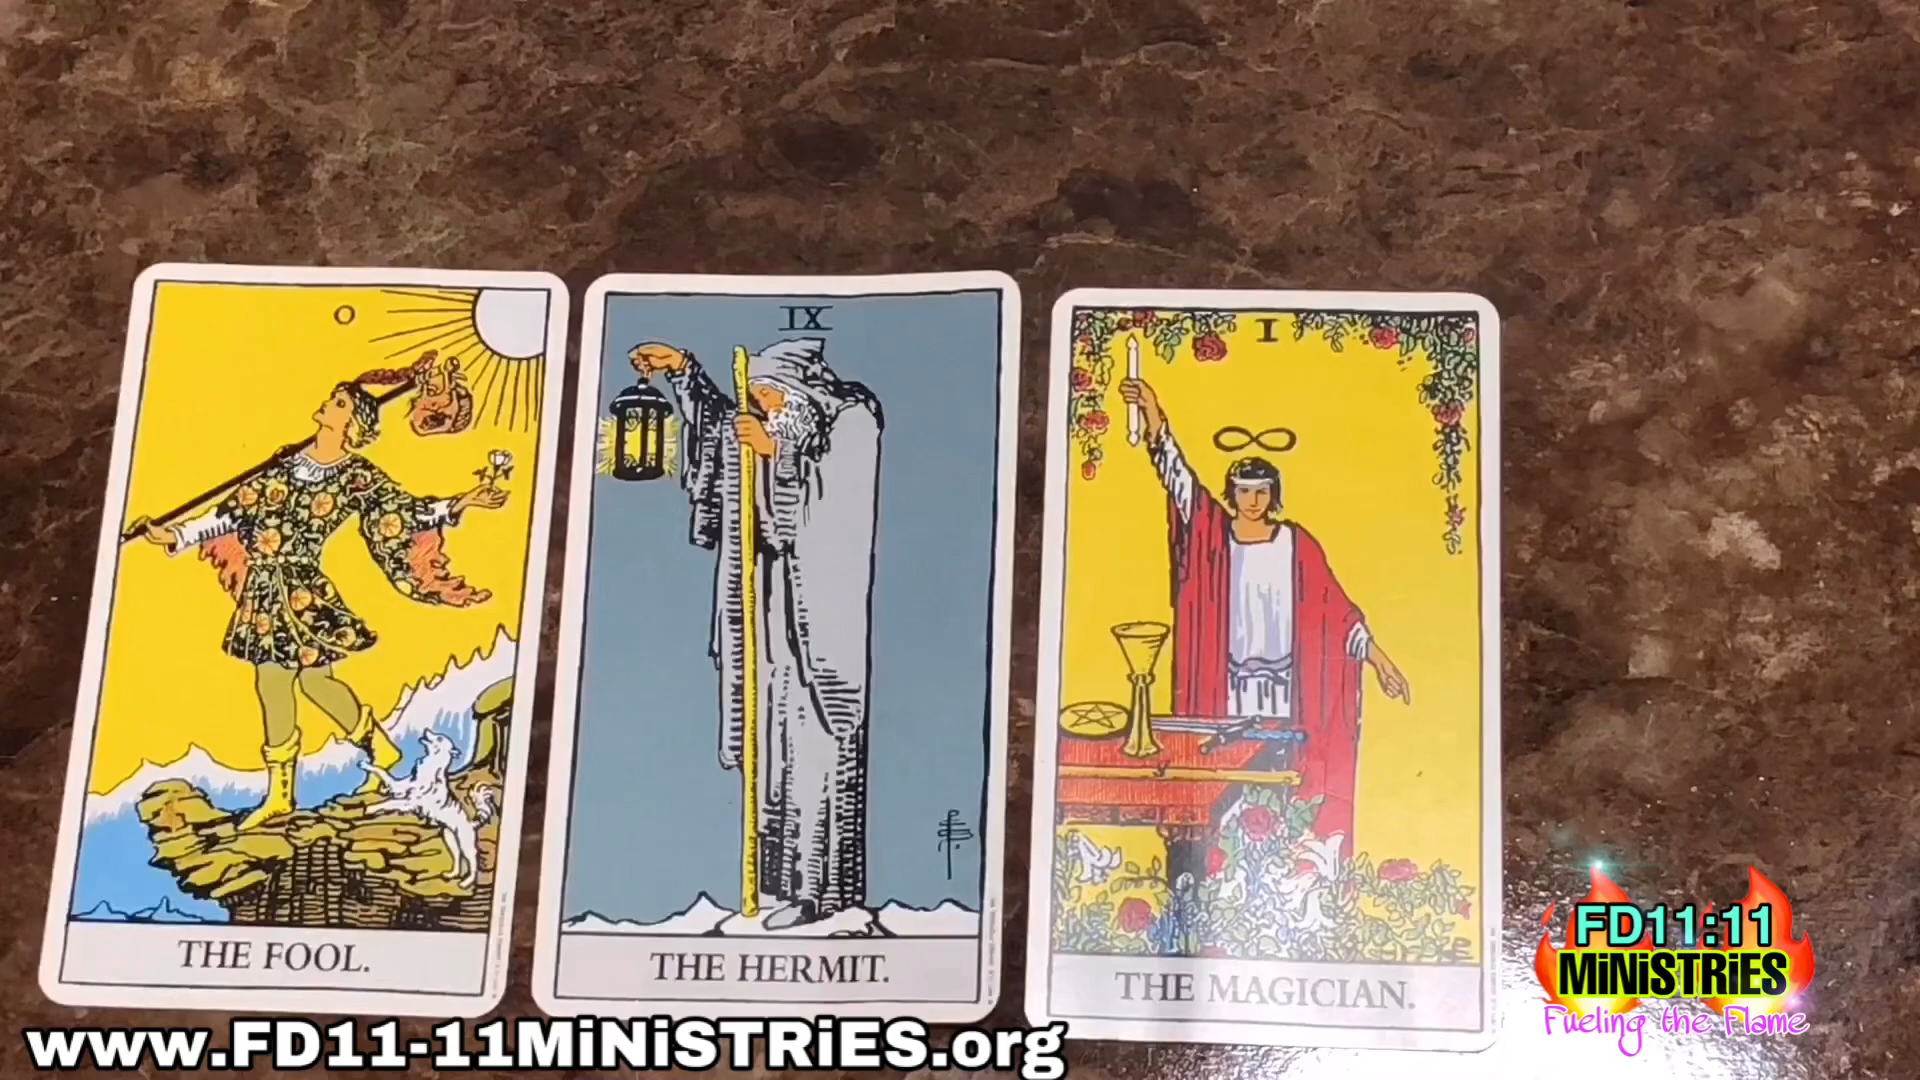 O
IX
I
THE FOOL.
THE HERMIT.
THE MAGICIAN.
www.FD11-11MiNiSTRiES.org
FD11:11
MiNiSTRiES
Fueling the Flame